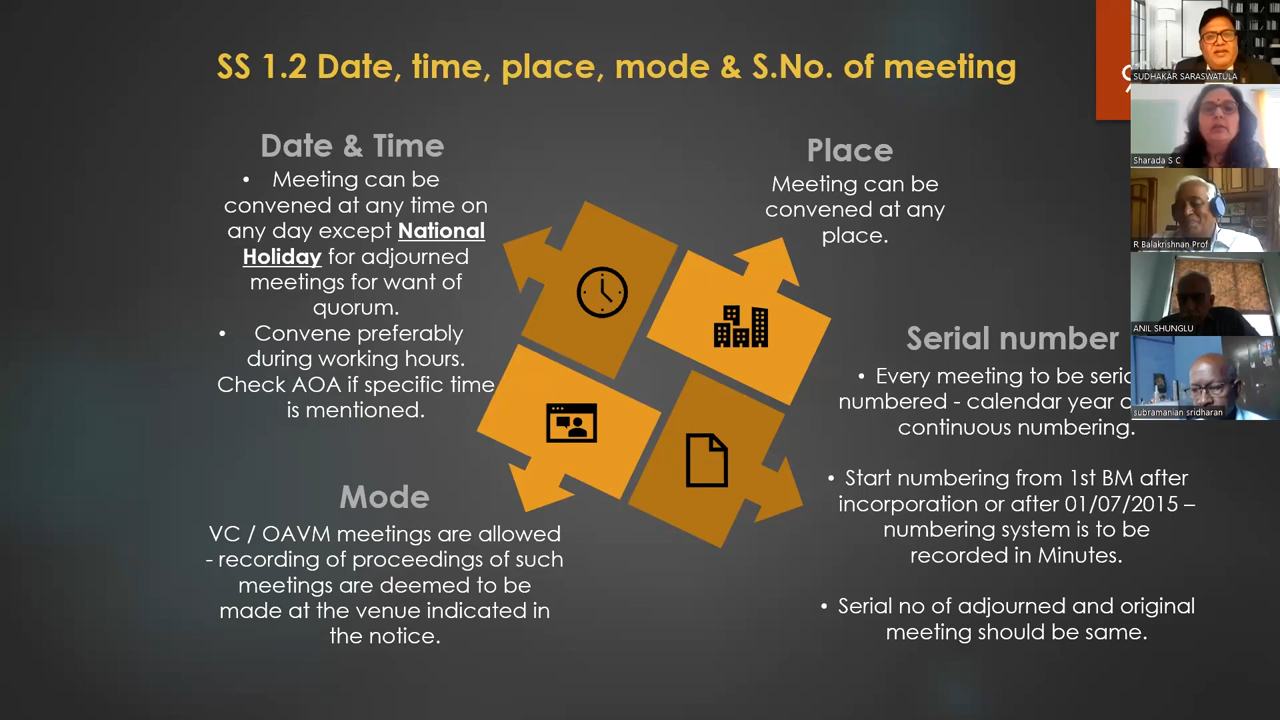 SS 1.2 Date, time, place, mode & S.No. of meeting
Date & Time
• Meeting can be
convened at any time on
any day except National
Holiday for adjourned
meetings for want of
quorum.
• Convene preferably
during working hours.
Check AOA if specific time
is mentioned.
Place
Meeting can be
convened at any
place.
Serial number
• Every meeting to be
numbered - calendar year
continuous numbering.
• Start numbering from 1st BM after
incorporation or after 01/07/2015 –
numbering system is to be
recorded in Minutes.
• Serial no of adjourned and original
meeting should be same.
Mode
VC / OAVM meetings are allowed
- recording of proceedings of such
meetings are deemed to be
made at the venue indicated in
the notice.
SUDHAKAR SARASWATULA
Sharada S C
R Balakrishnan Prof
ANIL SHUNGLU
subramanian sridharan